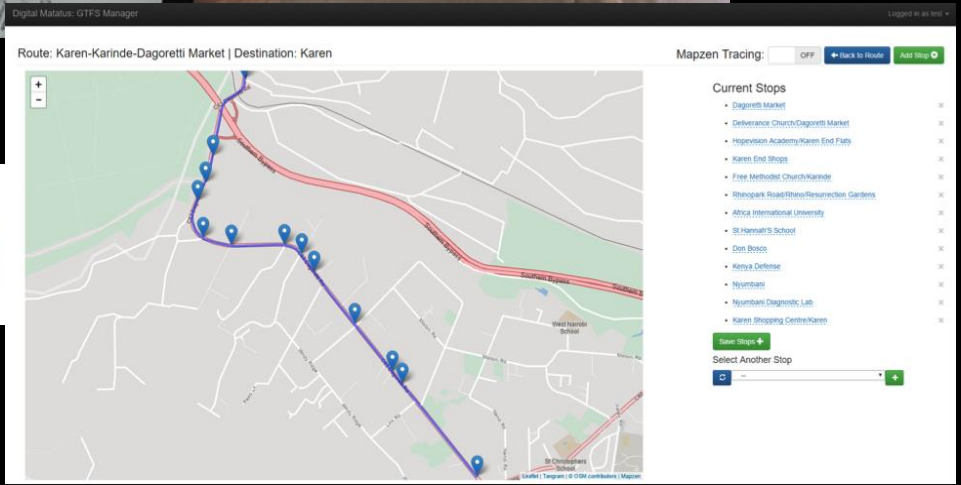 Digital Matatus: GTFS Manager
Logged in as test
Route: Karen-Karinde-Dagoretti Market | Destination: Karen
Mapzen Tracing:
OFF
Back to Route
Add Stop
+
-
Current Stops
Dagoretti Market
Deliverance Church/Dagoretti Market
Hopevision Academy/Karen End Flats
Karen End Shops
Free Methodist Church/Karinde
Rhinopark Road/Rhino/Resurrection Gardens
Africa International University
St.Hannah'S School
Don Bosco
Kenya Defense
Nyumbani
Nyumbani Diagnostic Lab
Karen Shopping Centre/Karen
Save Stops
Select Another Stop
--
Southern Bypass
Southern Bypass
Southern Bypass
Southern B
West Nairobi
School
St Christophers
School
Leaflet | Tangram | © OSM contributors | Mapzen